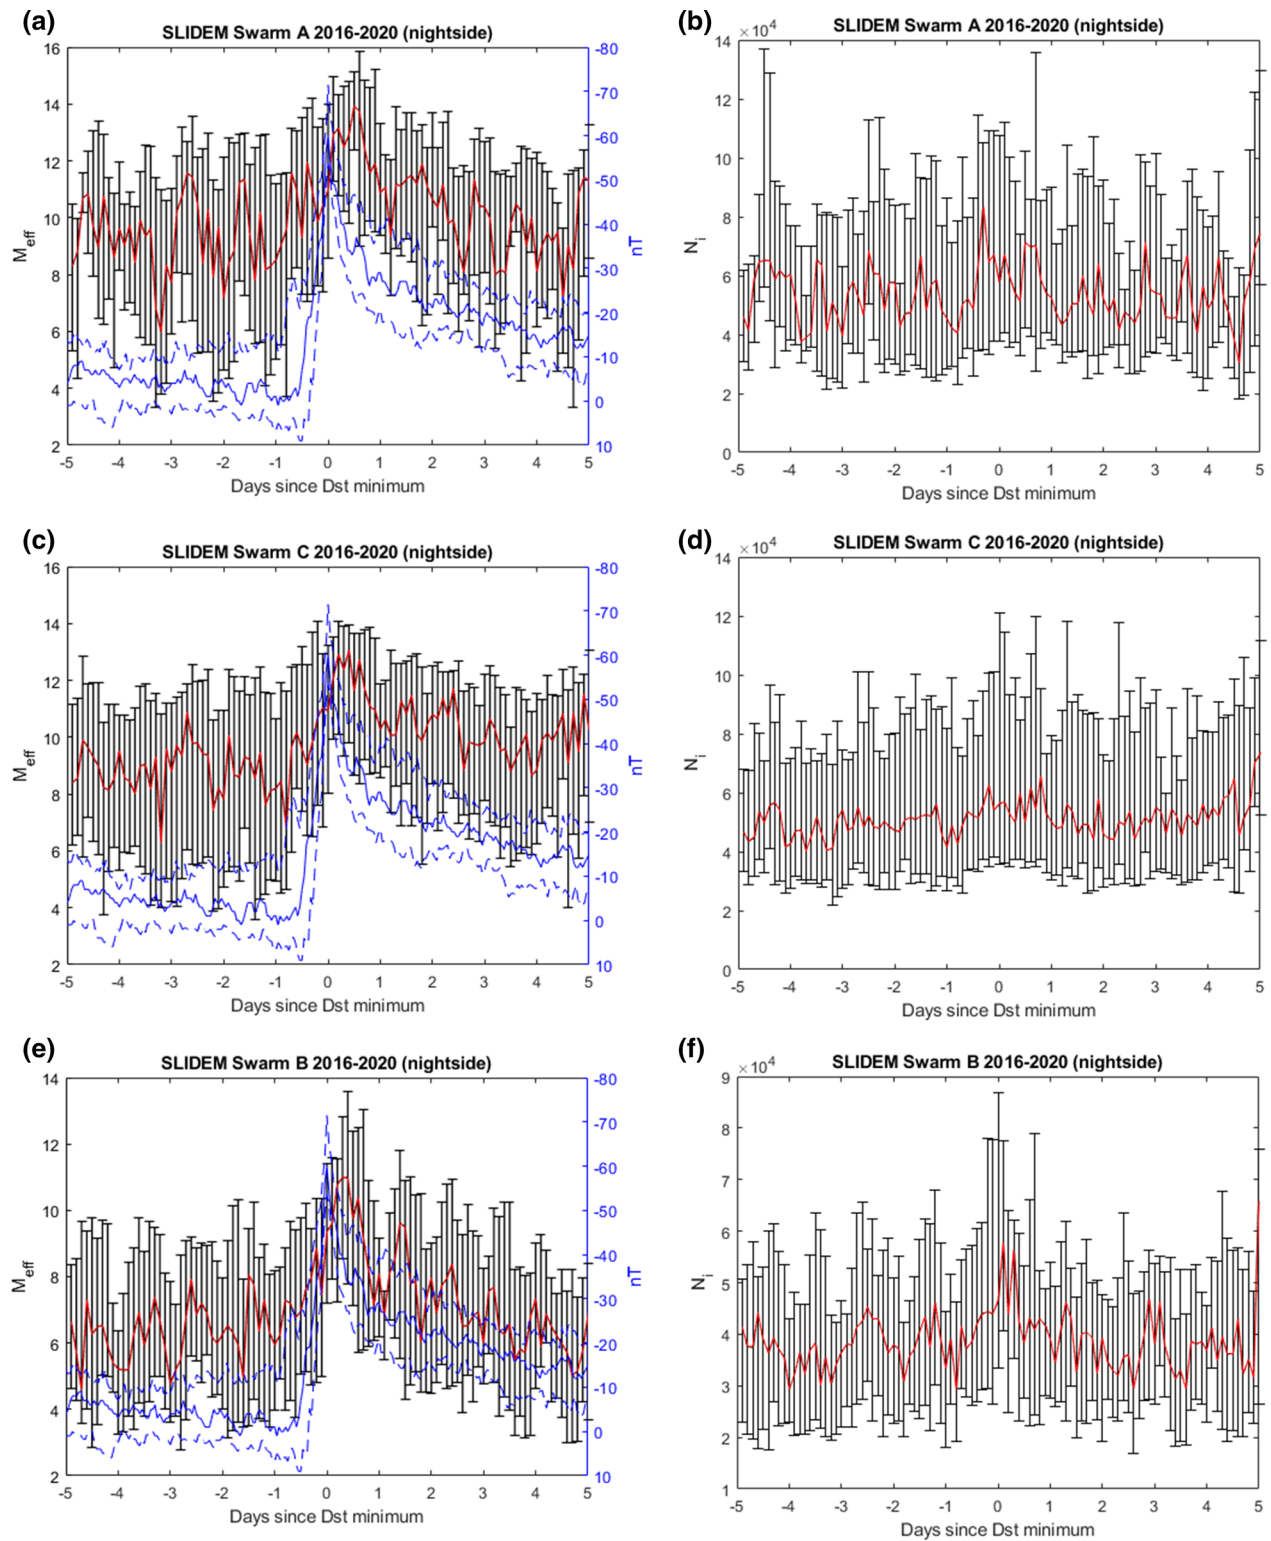 (a)
SLIDEM Swarm A 2016-2020 (nightside)
16 14 12 10 8 6 4 2
M_eff
-80 -70 -60 -50 -40 -30 -20 -10 0 10
nT
-5 -4 -3 -2 -1 0 1 2 3 4 5
Days since Dst minimum
(b)
SLIDEM Swarm A 2016-2020 (nightside)
×10^4
14 12 10 8 6 4 2 0
N_i
-5 -4 -3 -2 -1 0 1 2 3 4 5
Days since Dst minimum
(c)
SLIDEM Swarm C 2016-2020 (nightside)
16 14 12 10 8 6 4 2
M_eff
-80 -70 -60 -50 -40 -30 -20 -10 0 10
nT
-5 -4 -3 -2 -1 0 1 2 3 4 5
Days since Dst minimum
(d)
SLIDEM Swarm C 2016-2020 (nightside)
×10^4
14 12 10 8 6 4 2 0
N_i
-5 -4 -3 -2 -1 0 1 2 3 4 5
Days since Dst minimum
(e)
SLIDEM Swarm B 2016-2020 (nightside)
14 12 10 8 6 4 2
M_eff
-80 -70 -60 -50 -40 -30 -20 -10 0 10
nT
-5 -4 -3 -2 -1 0 1 2 3 4 5
Days since Dst minimum
(f)
SLIDEM Swarm B 2016-2020 (nightside)
×10^4
9 8 7 6 5 4 3 2 1
N_i
-5 -4 -3 -2 -1 0 1 2 3 4 5
Days since Dst minimum